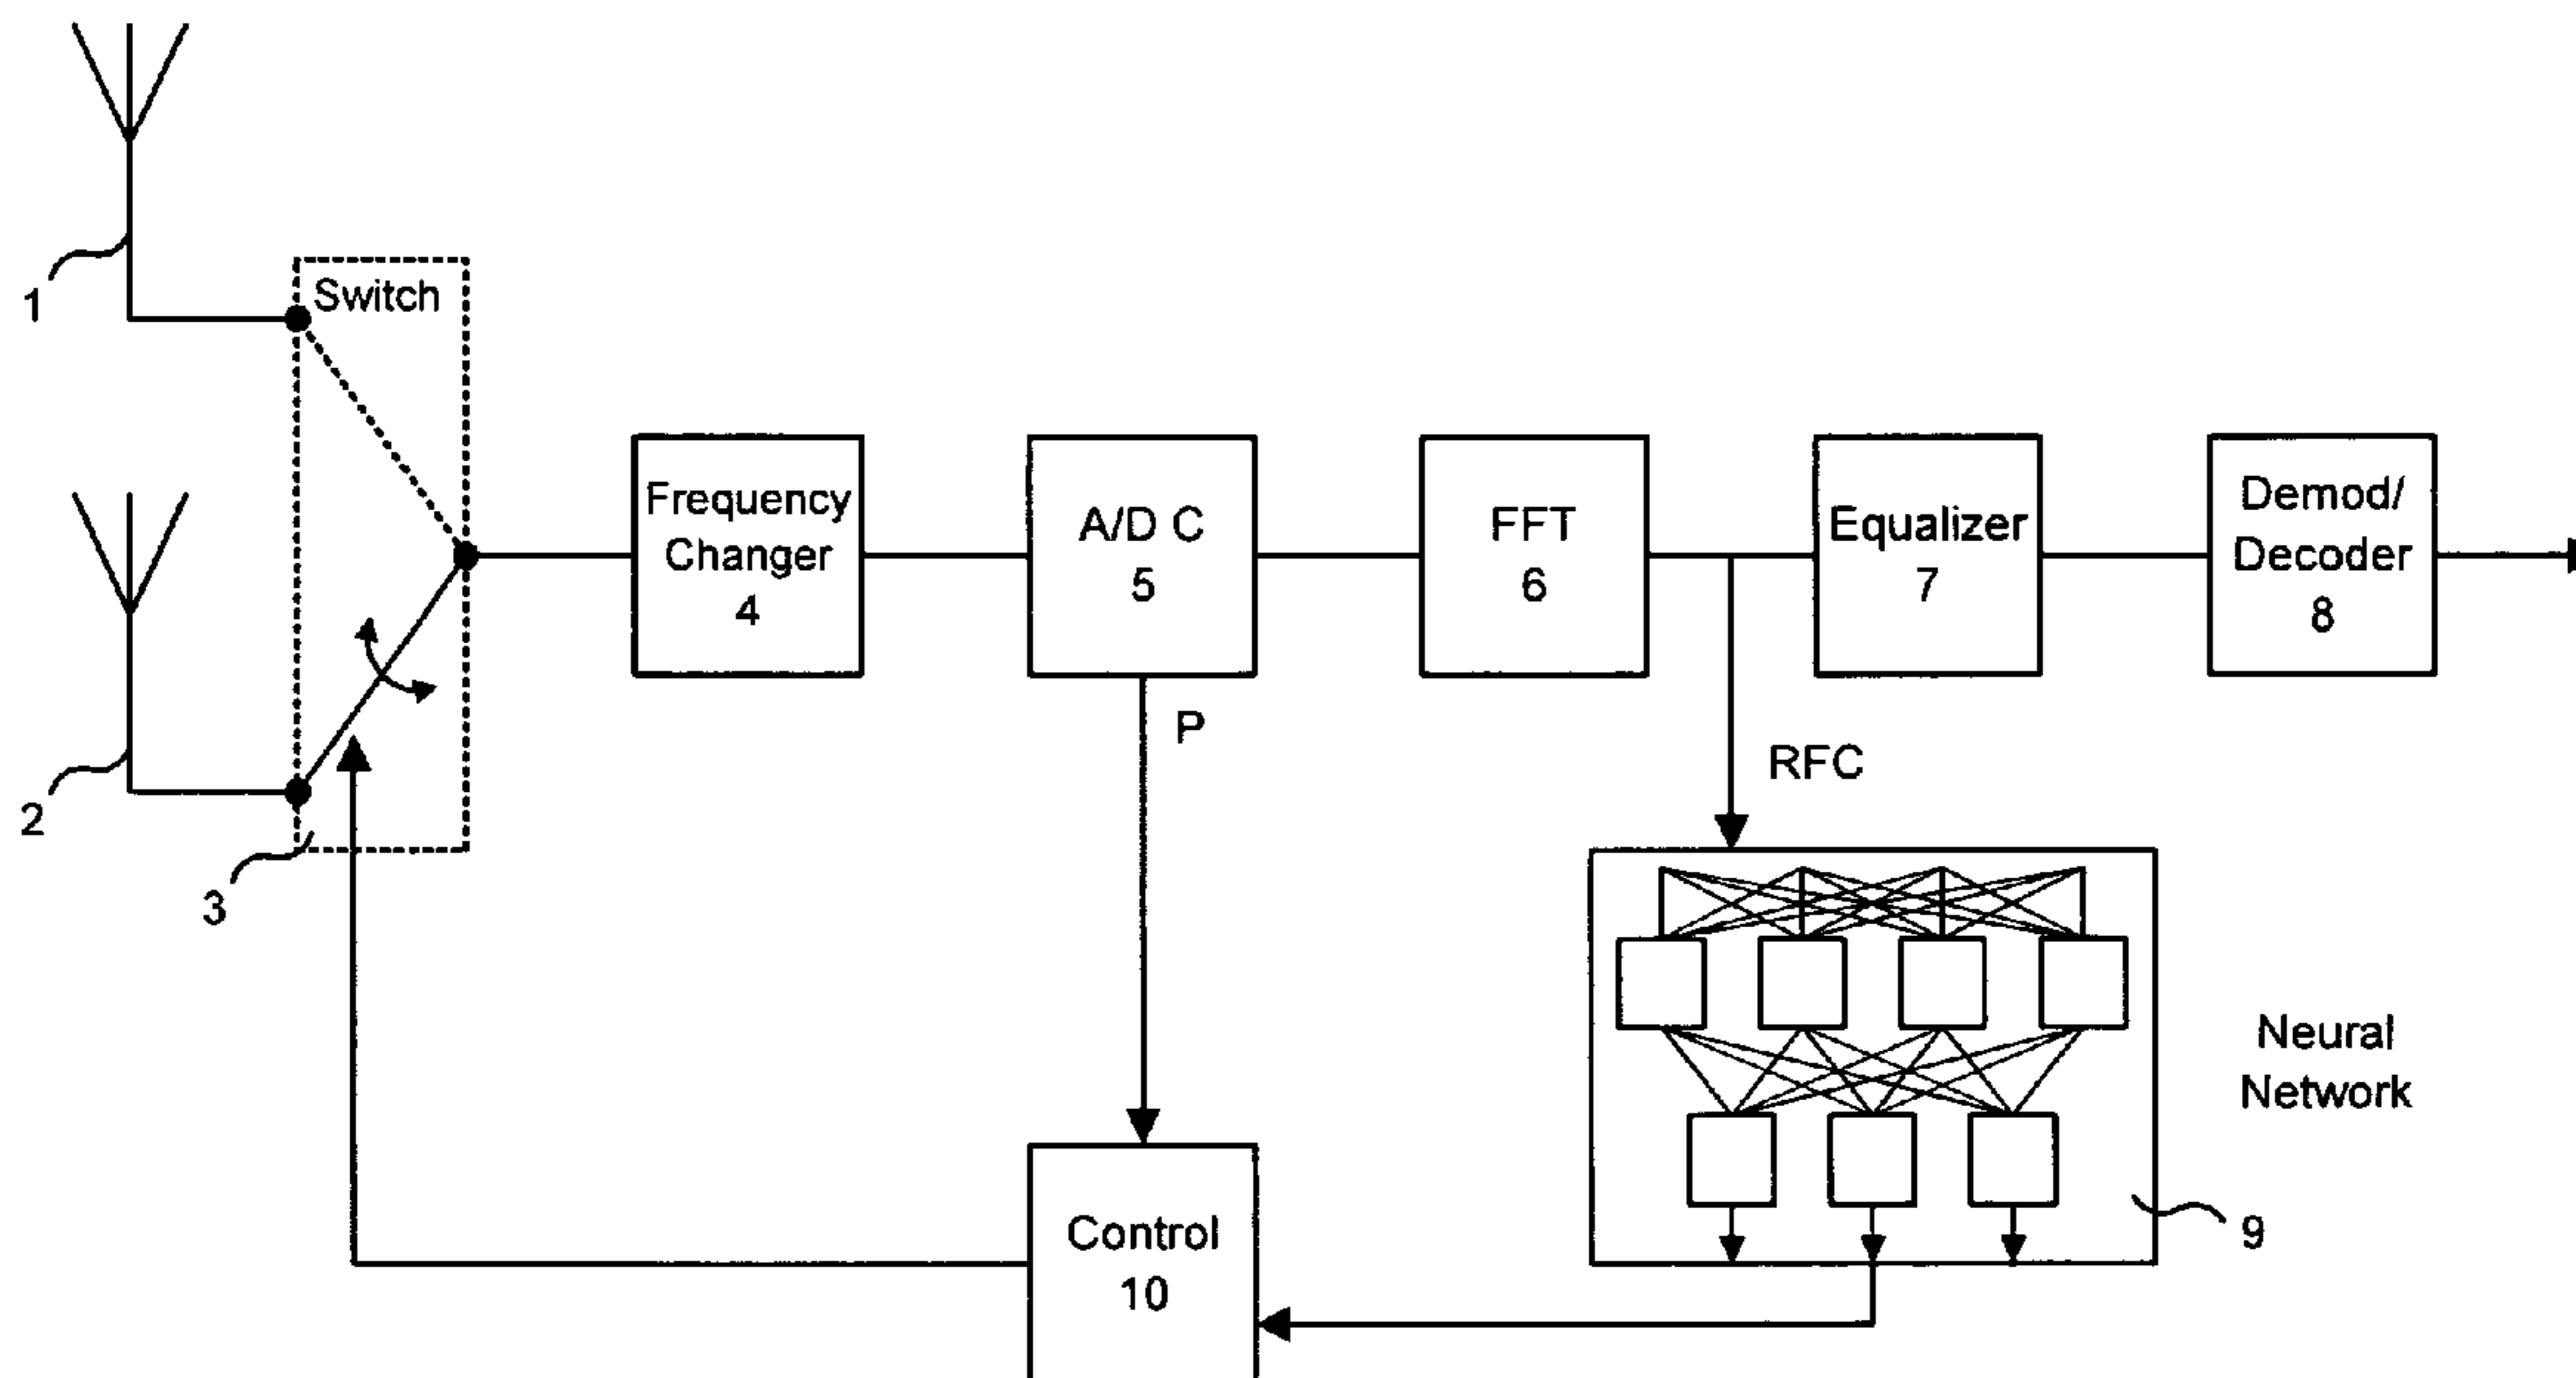 1
Switch
2
3
Frequency
Changer
4
A/D C
5
FFT
6
Equalizer
7
Demod/
Decoder
8
P
RFC
Neural
Network
9
Control
10